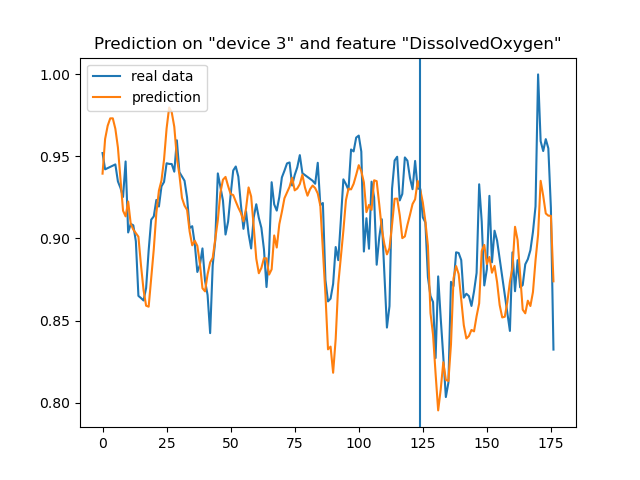 Prediction on "device 3" and feature "DissolvedOxygen"
real data
prediction
1.00
0.95
0.90
0.85
0.80
0 25 50 75 100 125 150 175